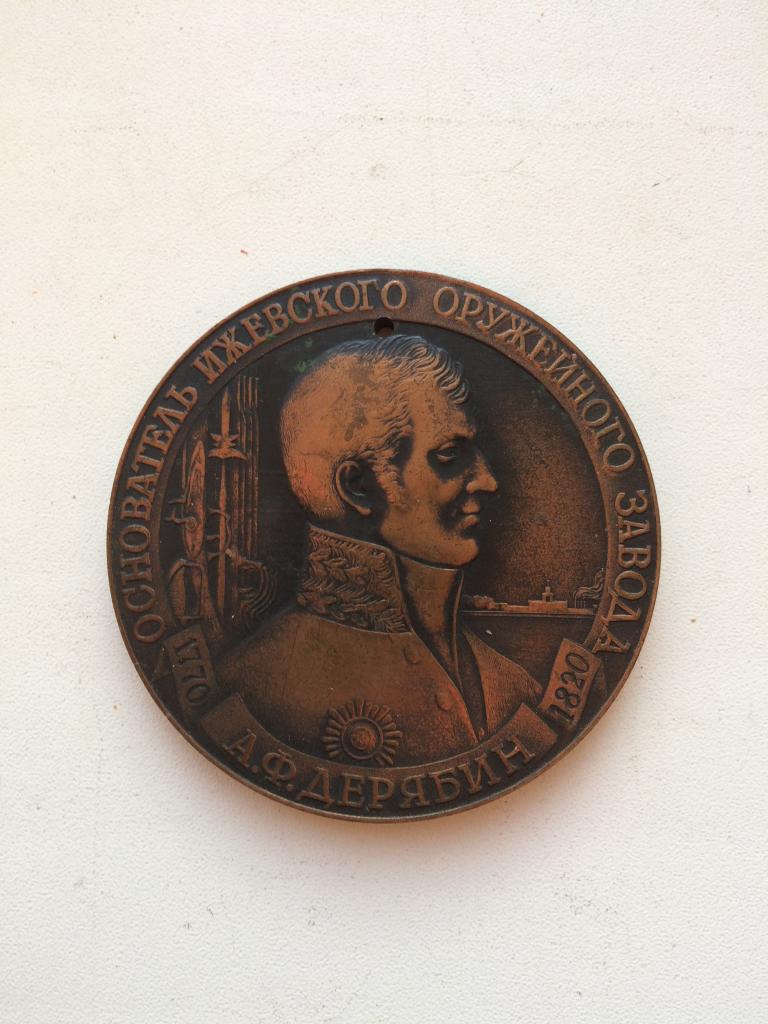 ОСНОВАТЕЛЬ ИЖЕВСКОГО ОРУЖЕЙНОГО ЗАВОДА
1770
1820
А.Ф.ДЕРЯБИН